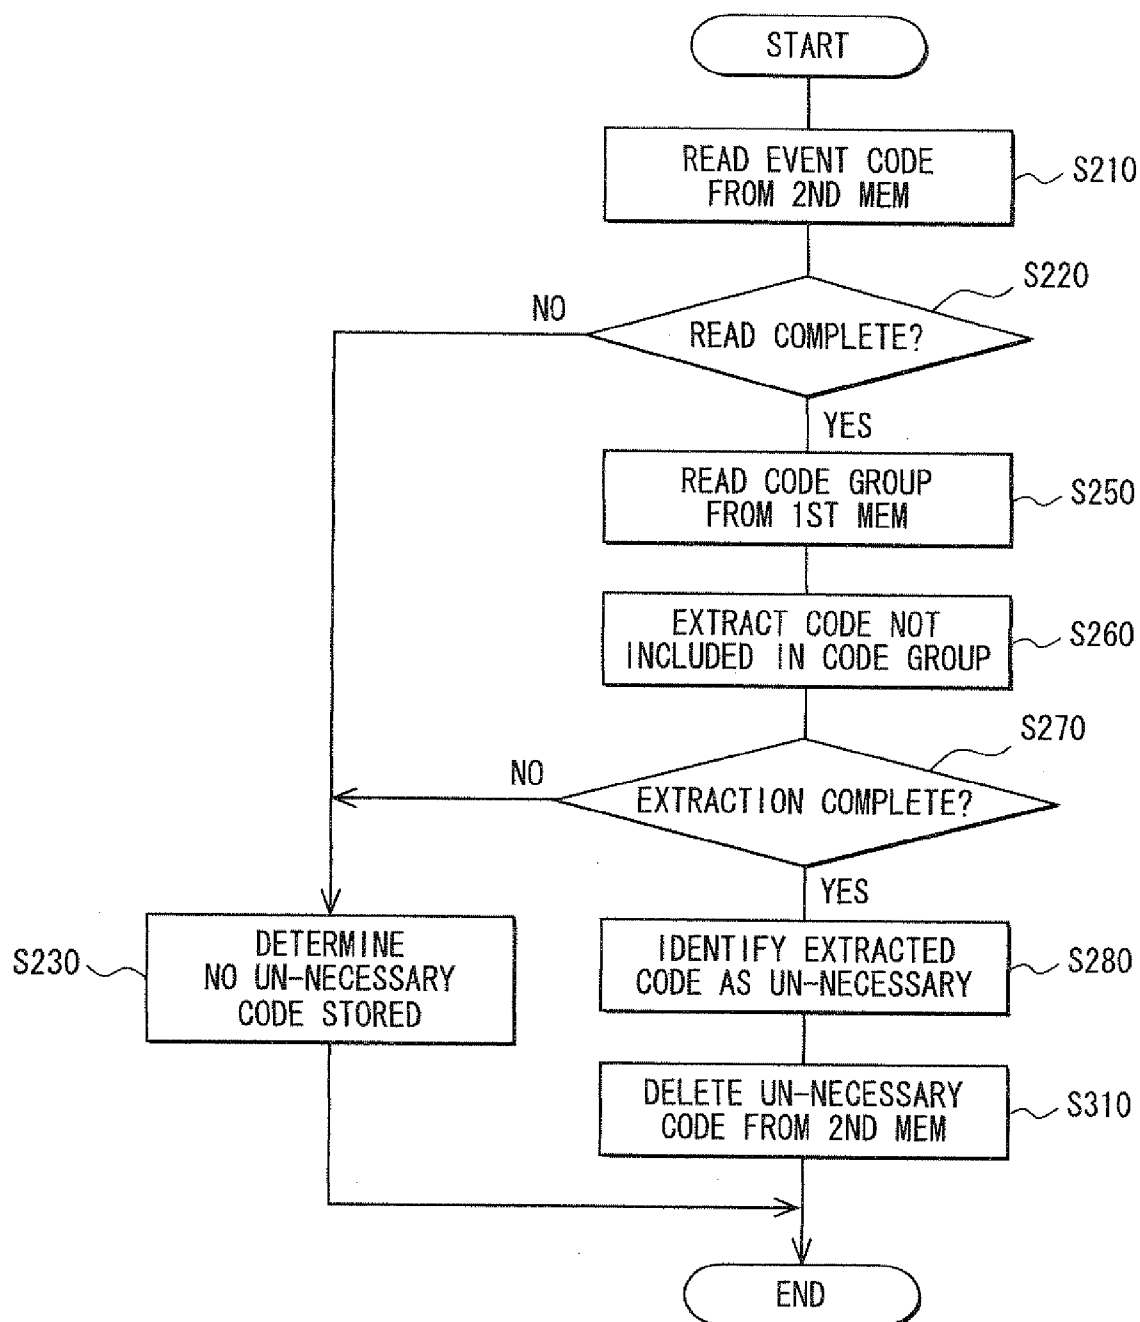 START
READ EVENT CODE
FROM 2ND MEM
S210
S220
NO
READ COMPLETE?
YES
READ CODE GROUP
FROM 1ST MEM
S250
EXTRACT CODE NOT
INCLUDED IN CODE GROUP
S260
S270
NO
EXTRACTION COMPLETE?
YES
S230
DETERMINE
NO UN-NECESSARY
CODE STORED
IDENTIFY EXTRACTED
CODE AS UN-NECESSARY
S280
DELETE UN-NECESSARY
CODE FROM 2ND MEM
S310
END